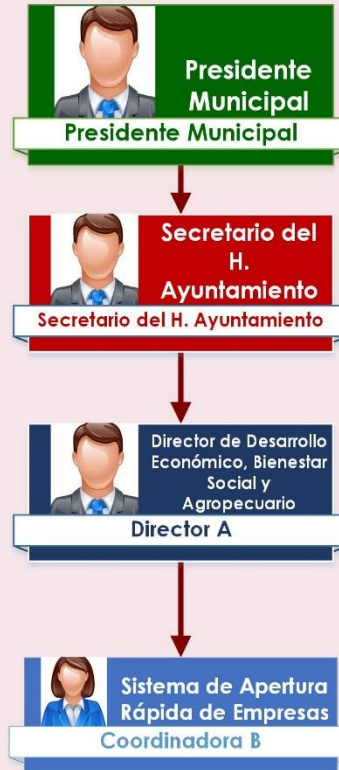 Presidente
Municipal
Presidente Municipal
Secretario del
H.
Ayuntamiento
Secretario del H. Ayuntamiento
Director de Desarrollo
Económico, Bienestar
Social y
Agropecuario
Director A
Sistema de Apertura
Rápida de Empresas
Coordinadora B